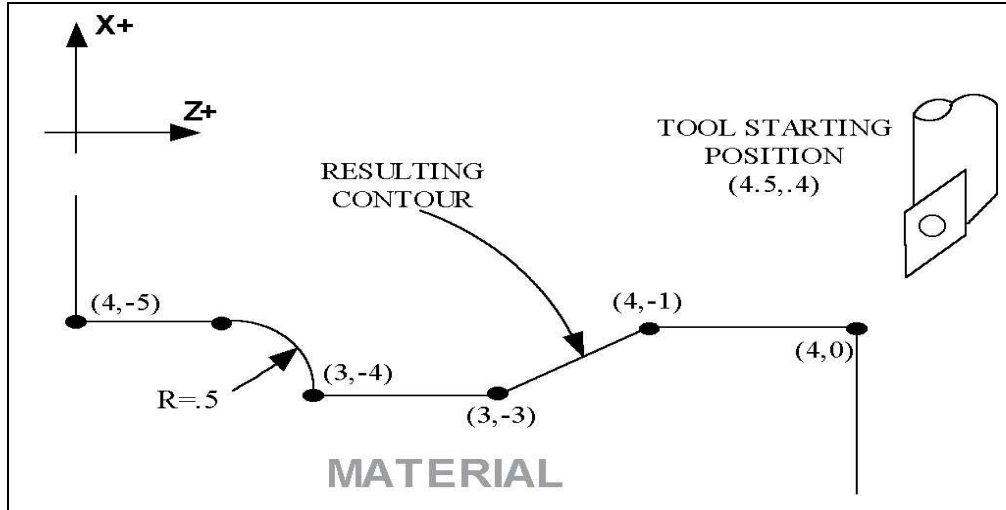 X+
Z+
TOOL STARTING
POSITION
(4.5,.4)
RESULTING
CONTOUR
(4,-5)
(4,-1)
(4,0)
(3,-4)
R=.5
(3,-3)
MATERIAL